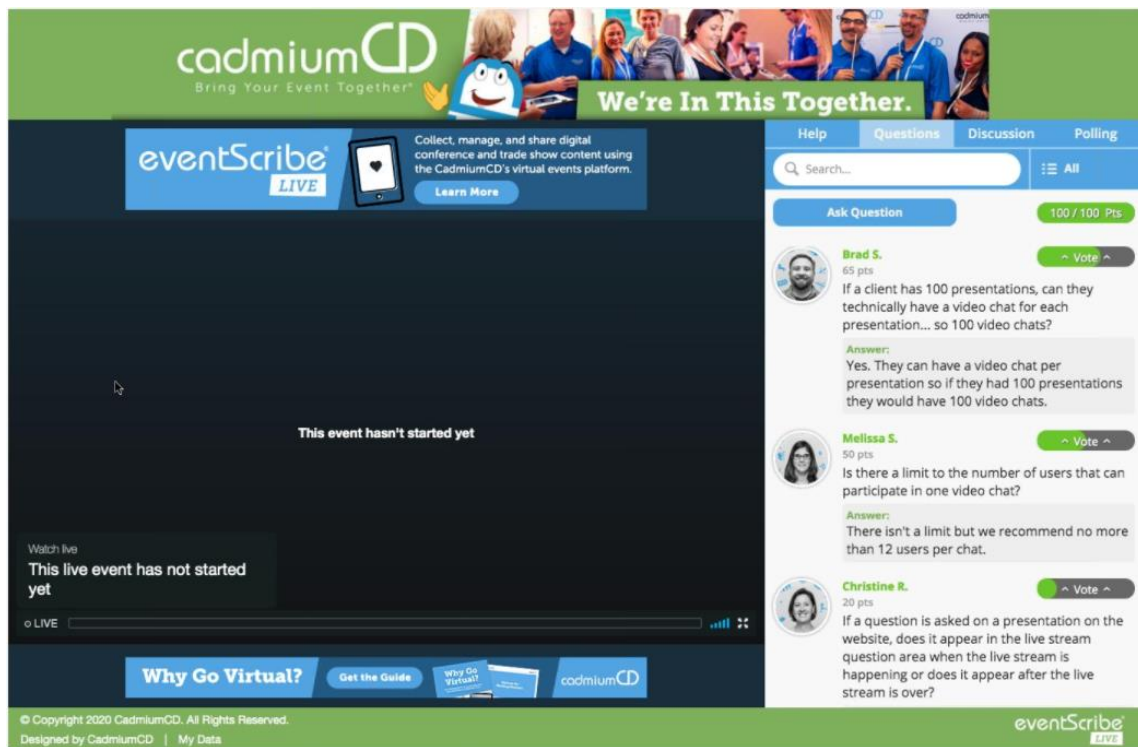 cadmiumCD
Bring Your Event Together®
CD
cadmium
We're In This Together.
eventScribe®
LIVE
Collect, manage, and share digital
conference and trade show content using
the CadmiumCD's virtual events platform.
Learn More
This event hasn't started yet
Watch live
This live event has not started
yet
LIVE
Why Go Virtual?
Get the Guide
Why Go
Virtual?
cadmiumCD
Help
Questions
Discussion
Polling
Search...
All
Ask Question
100 / 100 Pts
Brad S.
^ Vote ^
65 pts
If a client has 100 presentations, can they
technically have a video chat for each
presentation... so 100 video chats?
Answer:
Yes. They can have a video chat per
presentation so if they had 100 presentations
they would have 100 video chats.
Melissa S.
^ Vote ^
50 pts
Is there a limit to the number of users that can
participate in one video chat?
Answer:
There isn't a limit but we recommend no more
than 12 users per chat.
Christine R.
^ Vote ^
20 pts
If a question is asked on a presentation on the
website, does it appear in the live stream
question area when the live stream is
happening or does it appear after the live
stream is over?
© Copyright 2020 CadmiumCD. All Rights Reserved.
Designed by CadmiumCD | My Data
eventScribe®
LIVE